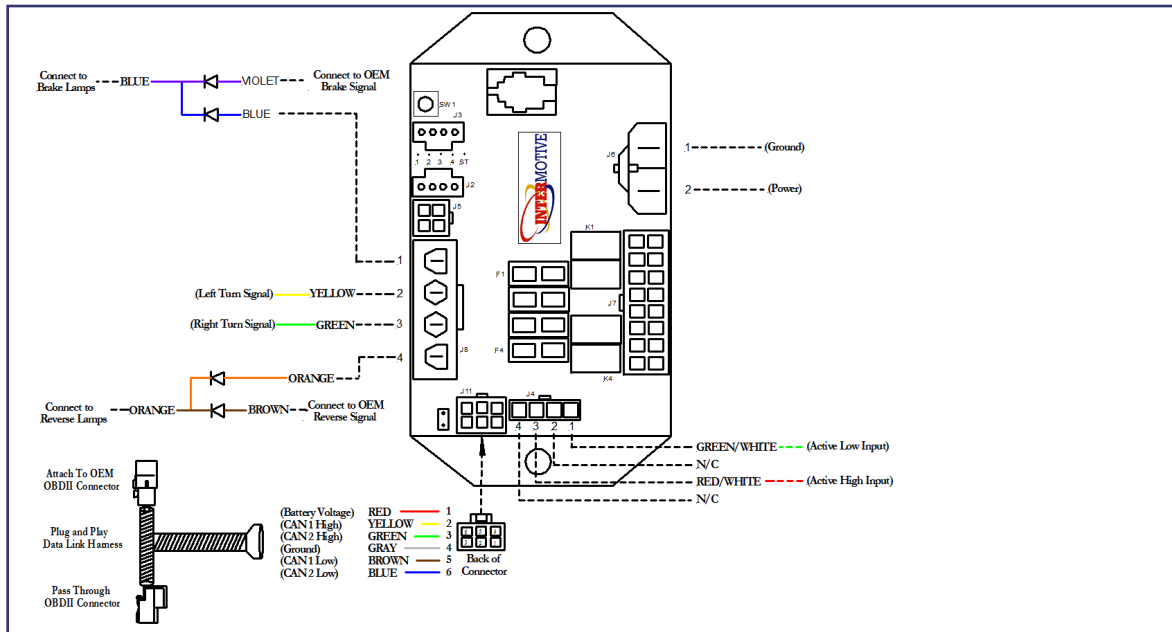 Connect to
Brake Lamps
BLUE
VIOLET
Connect to OEM
Brake Signal
BLUE
SW1
J3
1 2 3 4 ST
J2
J5
INTERMOTIVE
J6
1
(Ground)
2
(Power)
K1
F1
J7
F4
K4
1
(Left Turn Signal)
YELLOW
2
(Right Turn Signal)
GREEN
3
J8
4
ORANGE
Connect to
Reverse Lamps
ORANGE
BROWN
Connect to OEM
Reverse Signal
J11
J4
4 3 2 1
GREEN/WHITE
(Active Low Input)
N/C
RED/WHITE
(Active High Input)
N/C
Attach To OEM
OBDII Connector
Plug and Play
Data Link Harness
Pass Through
OBDII Connector
(Battery Voltage) RED 1
(CAN 1 High) YELLOW 2
(CAN 2 High) GREEN 3
(Ground) GRAY 4
(CAN 1 Low) BROWN 5
(CAN 2 Low) BLUE 6
Back of
Connector